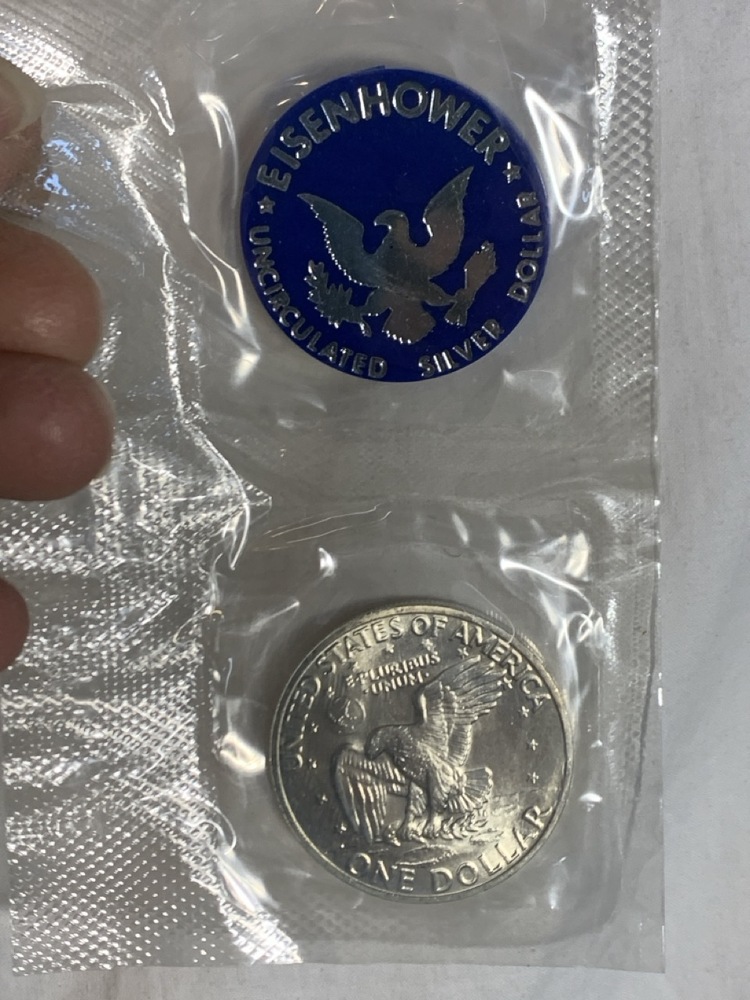 EISENHOWER
UNCIRCULATED SILVER DOLLAR
UNITED STATES OF AMERICA
E PLURIBUS
UNUM
ONE DOLLAR